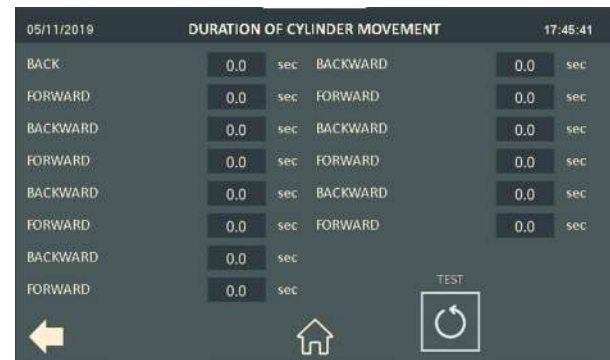 05/11/2019 DURATION OF CYLINDER MOVEMENT 17:45:41
BACK 0.0 sec BACKWARD 0.0 sec
FORWARD 0.0 sec FORWARD 0.0 sec
BACKWARD 0.0 sec BACKWARD 0.0 sec
FORWARD 0.0 sec FORWARD 0.0 sec
BACKWARD 0.0 sec BACKWARD 0.0 sec
FORWARD 0.0 sec FORWARD 0.0 sec
BACKWARD 0.0 sec
FORWARD 0.0 sec
TEST